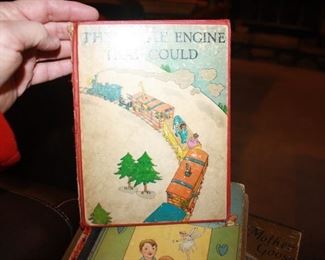 THE LITTLE ENGINE
THAT COULD
Mother
Goose